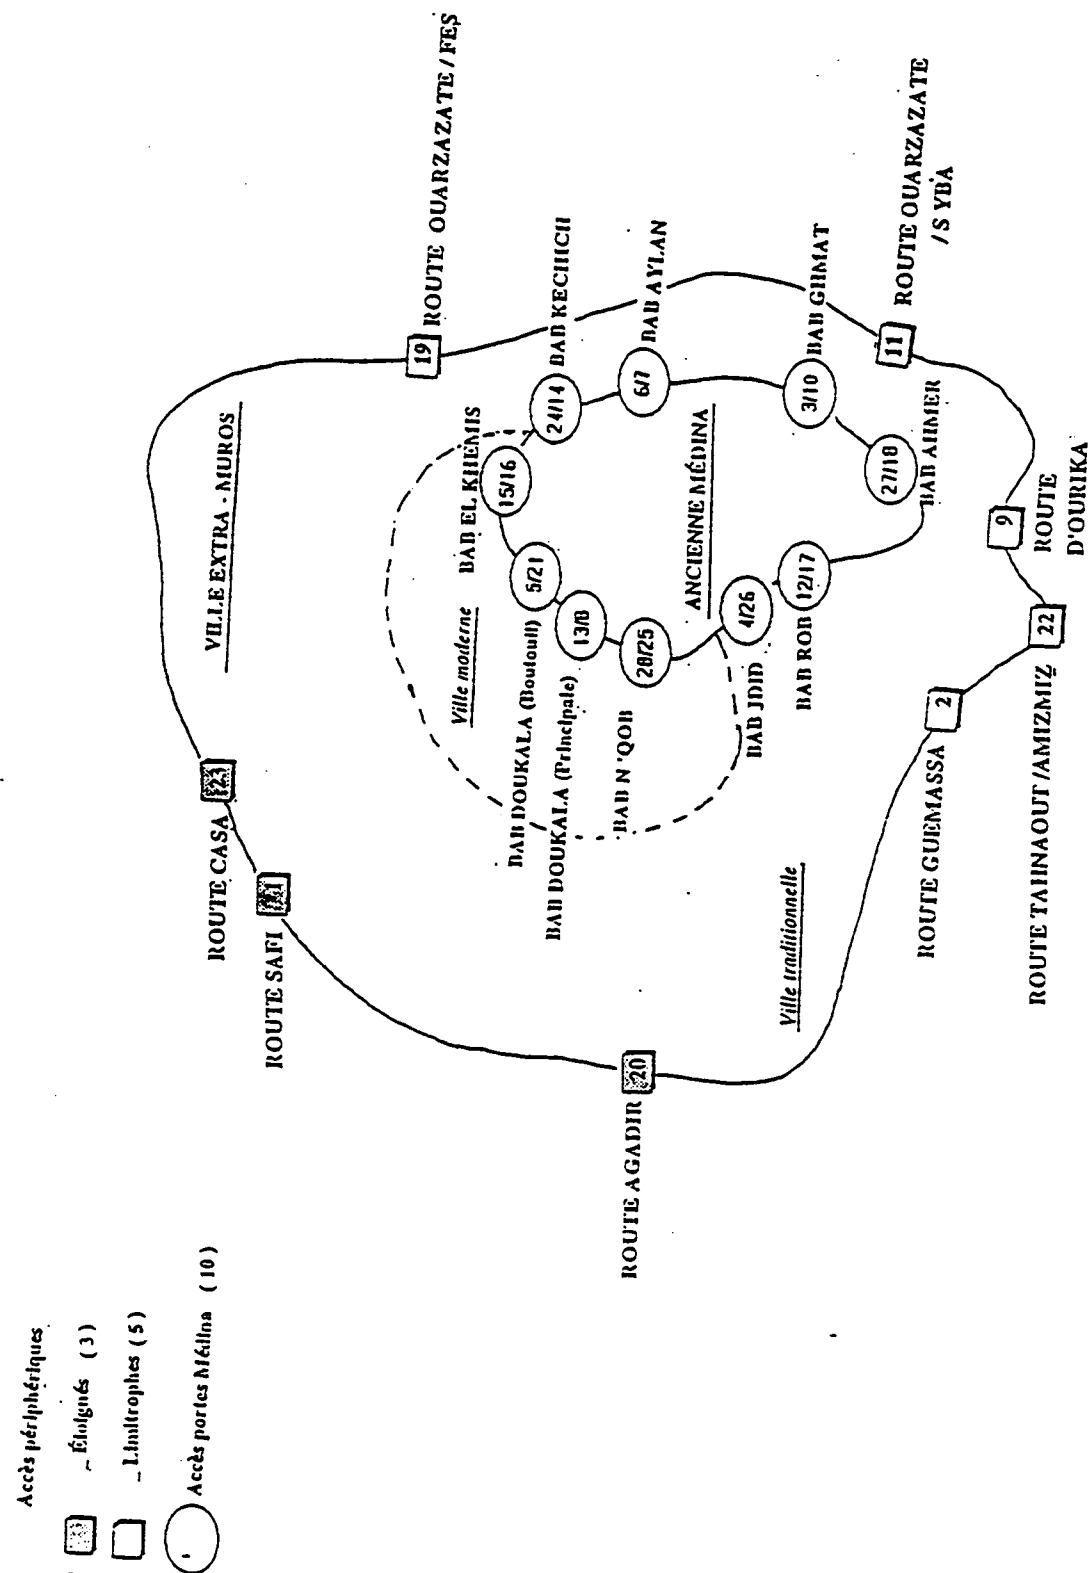 Accès périphériques
_ Éloignés (3)
_ Limitrophes (5)
Accès portes Médina (10)
ROUTE CASA
23
ROUTE SAFI
VILLE EXTRA - MUROS
19
ROUTE OUARZAZATE / FES
Ville moderne
BAB EL KHEMIS
15/16
24/14
BAB KECHICH
BAB DOUKALA (Boutouil)
5/21
BAB DOUKALA (Principale)
13/8
BAB N'QOB
28/25
6/7
BAB AYLAN
ROUTE AGADIR
20
ANCIENNE MÉDINA
BAB JDID
4/26
Ville traditionnelle
BAB ROB
12/17
3/10
BAB GHMAT
27/18
BAB AHMER
11
ROUTE OUARZAZATE
/ S YBA
ROUTE GUEMASSA
2
9
ROUTE
D'OURIKA
ROUTE TAHNAOUT / AMIZMIZ
22